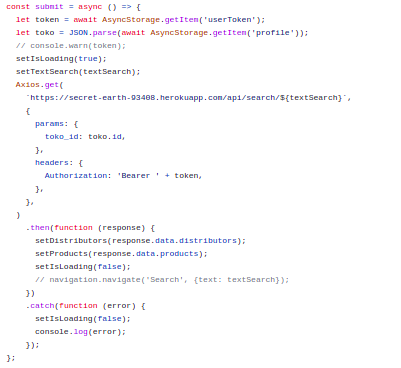 const submit = async () => {
  let token = await AsyncStorage.getItem('userToken');
  let toko = JSON.parse(await AsyncStorage.getItem('profile'));
  // console.warn(token);
  setIsLoading(true);
  setTextSearch(textSearch);
  Axios.get(
    `https://secret-earth-93408.herokuapp.com/api/search/${textSearch}`,
    {
      params: {
        toko_id: toko.id,
      },
      headers: {
        Authorization: 'Bearer ' + token,
      },
    },
  )
    .then(function (response) {
      setDistributors(response.data.distributors);
      setProducts(response.data.products);
      setIsLoading(false);
      // navigation.navigate('Search', {text: textSearch});
    })
    .catch(function (error) {
      setIsLoading(false);
      console.log(error);
    });
};